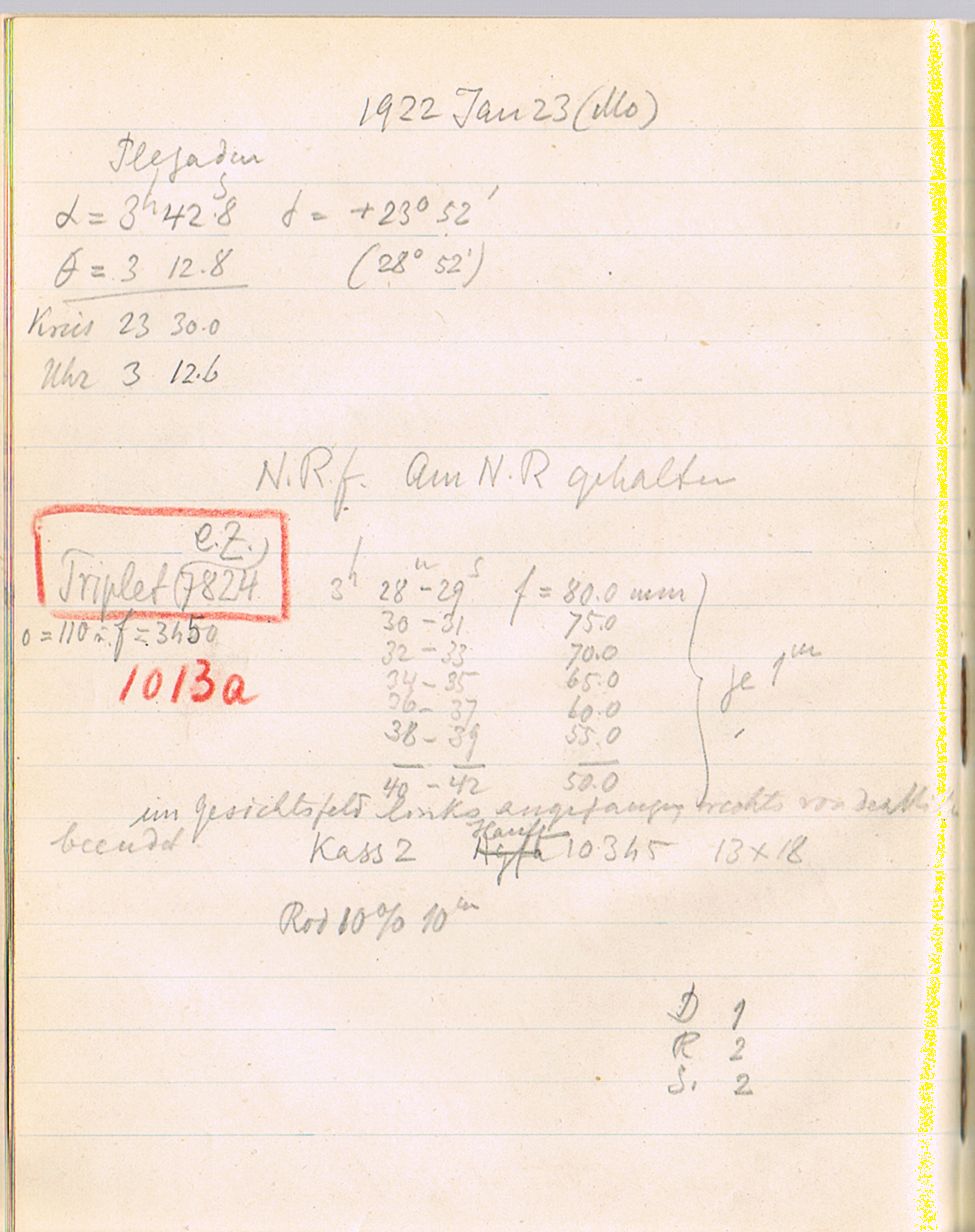 1922 Jan 23 (Mo)
Plejaden
α = 3h 42.8 δ = +23° 52'
θ = 3 12.8 (28° 52')
Kreis 23 30.0
Uhr 3 12.6
N.R.f. Am N.R gehalten
e.Z.
Triplet (7824
3h 28m - 29s f = 80.0 mm
30 - 31 75.0
o = 110 f = 3450
32 - 33 70.0
1013a
34 - 35 65.0 je 1m
36 - 37 60.0
38 - 39 55.0
40 - 42 50.0
im Gesichtsfeld links angefangen, rechts von
beendet
Hauff
Kass 2 Agfa 10345 13×18
Rod 10% 10m
D 1
R 2
S. 2